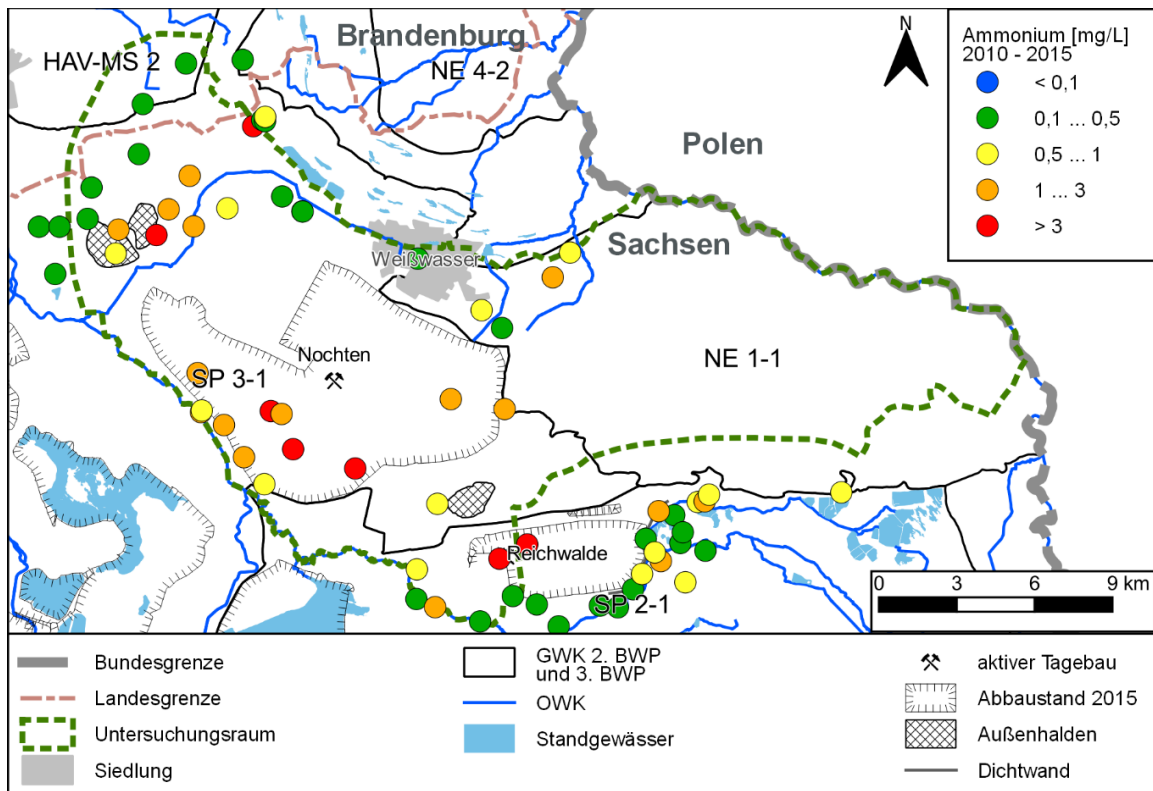 Brandenburg
HAV-MS 2
NE 4-2
N
Ammonium [mg/L]
2010 - 2015
< 0,1
0,1 ... 0,5
0,5 ... 1
1 ... 3
> 3
Polen
Sachsen
Weißwasser
Nochten
SP 3-1
NE 1-1
Reichwalde
SP 2-1
0 3 6 9 km
Bundesgrenze
Landesgrenze
Untersuchungsraum
Siedlung
GWK 2. BWP
und 3. BWP
OWK
Standgewässer
aktiver Tagebau
Abbaustand 2015
Außenhalden
Dichtwand